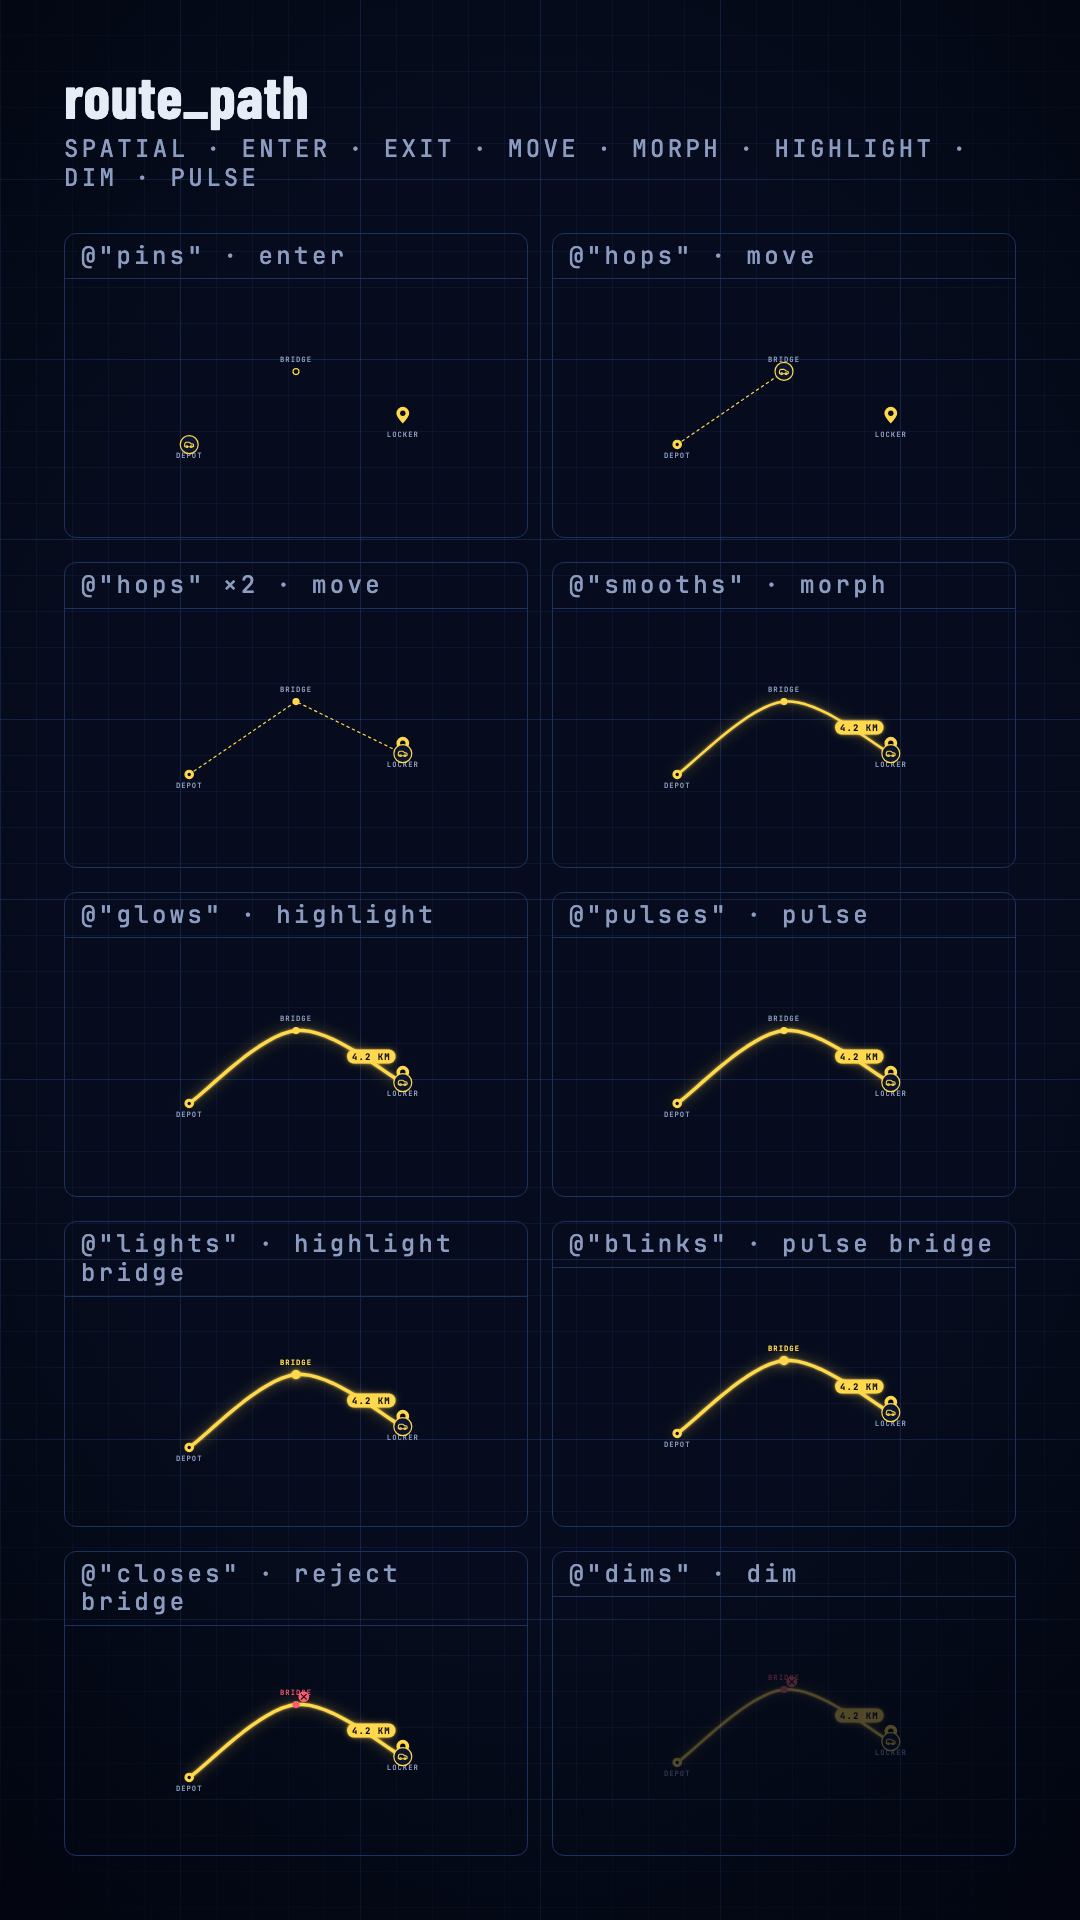 route_path
SPATIAL · ENTER · EXIT · MOVE · MORPH · HIGHLIGHT ·
DIM · PULSE
@"pins" · enter
BRIDGE
LOCKER
DEPOT
@"hops" · move
BRIDGE
LOCKER
DEPOT
@"hops" ×2 · move
BRIDGE
LOCKER
DEPOT
@"smooths" · morph
BRIDGE
4.2 KM
LOCKER
DEPOT
@"glows" · highlight
BRIDGE
4.2 KM
LOCKER
DEPOT
@"pulses" · pulse
BRIDGE
4.2 KM
LOCKER
DEPOT
@"lights" · highlight
bridge
BRIDGE
4.2 KM
LOCKER
DEPOT
@"blinks" · pulse bridge
BRIDGE
4.2 KM
LOCKER
DEPOT
@"closes" · reject
bridge
BRIDGE
4.2 KM
LOCKER
DEPOT
@"dims" · dim
BRIDGE
4.2 KM
LOCKER
DEPOT